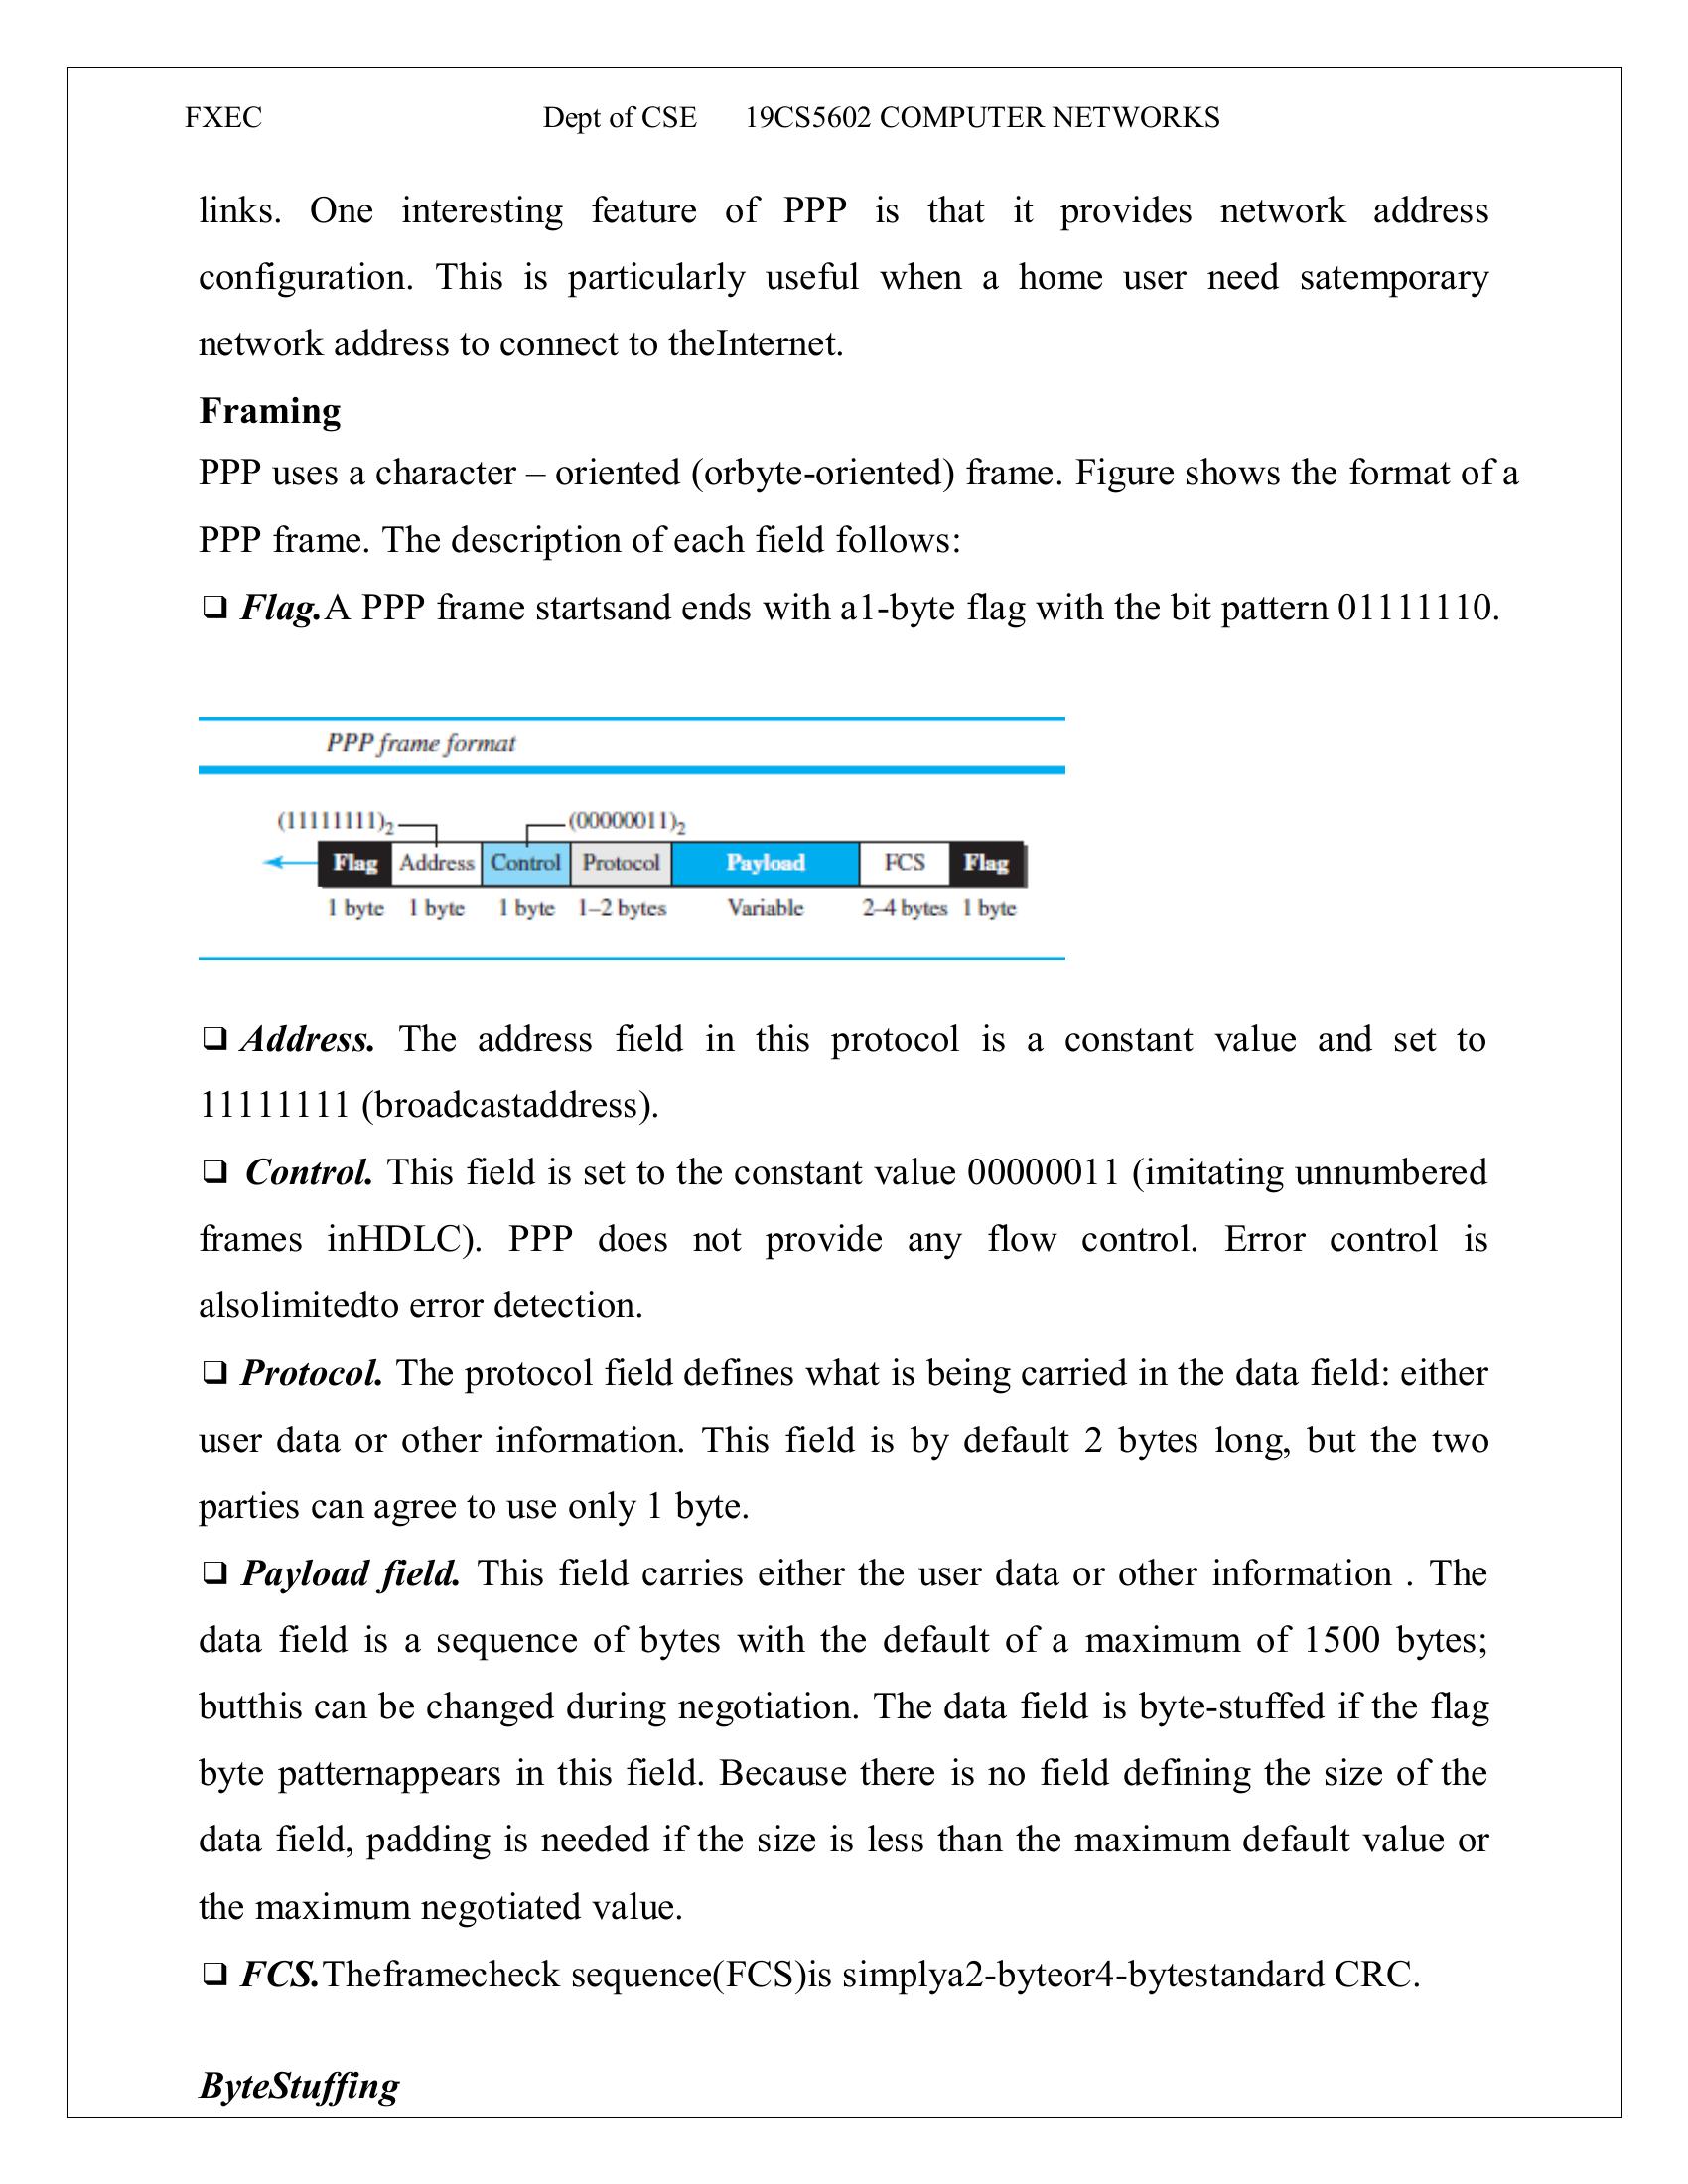 FXEC Dept of CSE 19CS5602 COMPUTER NETWORKS
links. One interesting feature of PPP is that it provides network address
configuration. This is particularly useful when a home user need satemporary
network address to connect to theInternet.
Framing
PPP uses a character – oriented (orbyte-oriented) frame. Figure shows the format of a
PPP frame. The description of each field follows:
❑ Flag.A PPP frame startsand ends with a1-byte flag with the bit pattern 01111110.
PPP frame format
(11111111)₂ (00000011)₂
Flag Address Control Protocol Payload FCS Flag
1 byte 1 byte 1 byte 1–2 bytes Variable 2–4 bytes 1 byte
❑ Address. The address field in this protocol is a constant value and set to
11111111 (broadcastaddress).
❑ Control. This field is set to the constant value 00000011 (imitating unnumbered
frames inHDLC). PPP does not provide any flow control. Error control is
alsolimitedto error detection.
❑ Protocol. The protocol field defines what is being carried in the data field: either
user data or other information. This field is by default 2 bytes long, but the two
parties can agree to use only 1 byte.
❑ Payload field. This field carries either the user data or other information . The
data field is a sequence of bytes with the default of a maximum of 1500 bytes;
butthis can be changed during negotiation. The data field is byte-stuffed if the flag
byte patternappears in this field. Because there is no field defining the size of the
data field, padding is needed if the size is less than the maximum default value or
the maximum negotiated value.
❑ FCS.Theframecheck sequence(FCS)is simplya2-byteor4-bytestandard CRC.
ByteStuffing